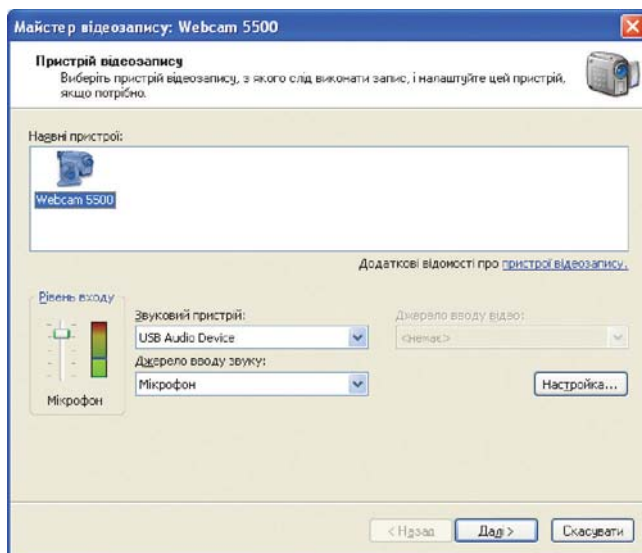 Майстер відеозапису: Webcam 5500
Пристрій відеозапису
Виберіть пристрій відеозапису, з якого слід виконати запис, і налаштуйте цей пристрій,
якщо потрібно.
Наявні пристрої:
Webcam 5500
Додаткові відомості про пристрої відеозапису.
Рівень входу
Мікрофон
Звуковий пристрій:
USB Audio Device
Джерело вводу звуку:
Мікрофон
Джерело вводу відео:
<немає>
Настройка...
< Назад
Далі >
Скасувати